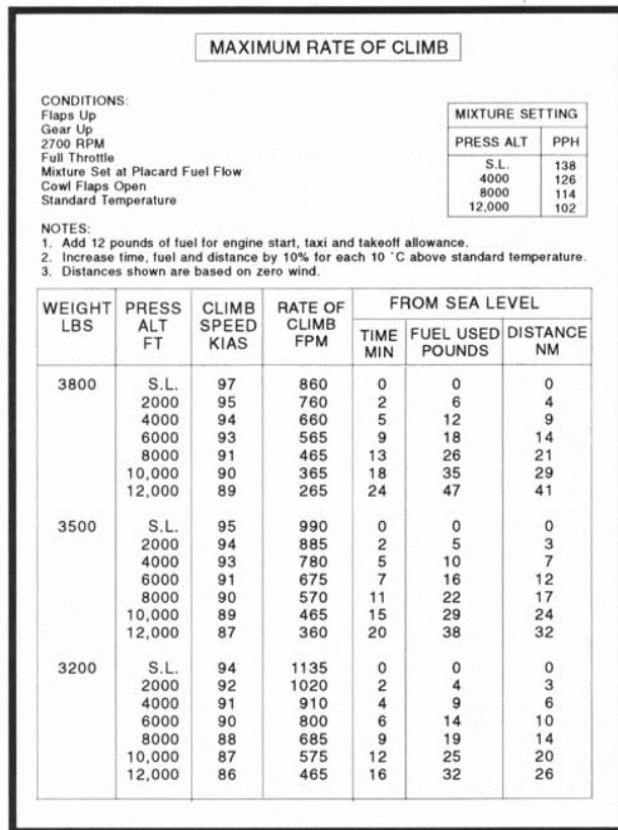 MAXIMUM RATE OF CLIMB
CONDITIONS:
Flaps Up
Gear Up
2700 RPM
Full Throttle
Mixture Set at Placard Fuel Flow
Cowl Flaps Open
Standard Temperature
MIXTURE SETTING
PRESS ALT PPH
S.L. 138
4000 126
8000 114
12,000 102
NOTES:
1. Add 12 pounds of fuel for engine start, taxi and takeoff allowance.
2. Increase time, fuel and distance by 10% for each 10 °C above standard temperature.
3. Distances shown are based on zero wind.
WEIGHT LBS PRESS ALT FT CLIMB SPEED KIAS RATE OF CLIMB FPM FROM SEA LEVEL
TIME MIN FUEL USED POUNDS DISTANCE NM
3800 S.L. 97 860 0 0 0
2000 95 760 2 6 4
4000 94 660 5 12 9
6000 93 565 9 18 14
8000 91 465 13 26 21
10,000 90 365 18 35 29
12,000 89 265 24 47 41
3500 S.L. 95 990 0 0 0
2000 94 885 2 5 3
4000 93 780 5 10 7
6000 91 675 7 16 12
8000 90 570 11 22 17
10,000 89 465 15 29 24
12,000 87 360 20 38 32
3200 S.L. 94 1135 0 0 0
2000 92 1020 2 4 3
4000 91 910 4 9 6
6000 90 800 6 14 10
8000 88 685 9 19 14
10,000 87 575 12 25 20
12,000 86 465 16 32 26